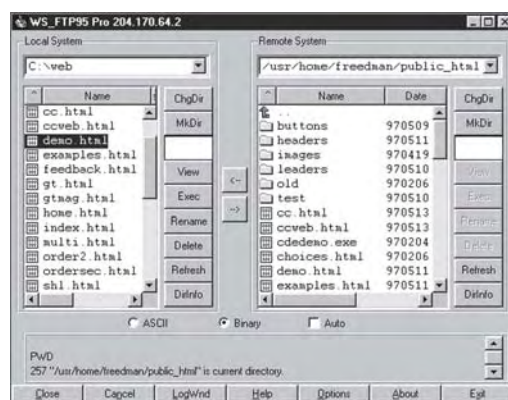 WS_FTP95 Pro 204.170.64.2
Local System
C:\web
Name
cc.html
ccweb.html
demo.html
examples.html
feedback.html
gt.html
gtmag.html
home.html
index.html
multi.html
order2.html
ordersec.html
shl.html
ChgDir
MkDir
View
Exec
Rename
Delete
Refresh
DirInfo
<--
-->
Remote System
/usr/home/freedman/public_html
Name Date
..
buttons 970509
headers 970511
images 970419
leaders 970510
old 970206
test 970510
cc.html 970513
ccweb.html 970513
cdedemo.exe 970204
choices.html 970206
demo.html 970511
examples.html 970511
ChgDir
MkDir
View
Exec
Rename
Delete
Refresh
DirInfo
ASCII Binary Auto
PWD
257 "/usr/home/freedman/public_html" is current directory.
Close Cancel LogWnd Help Options About Exit